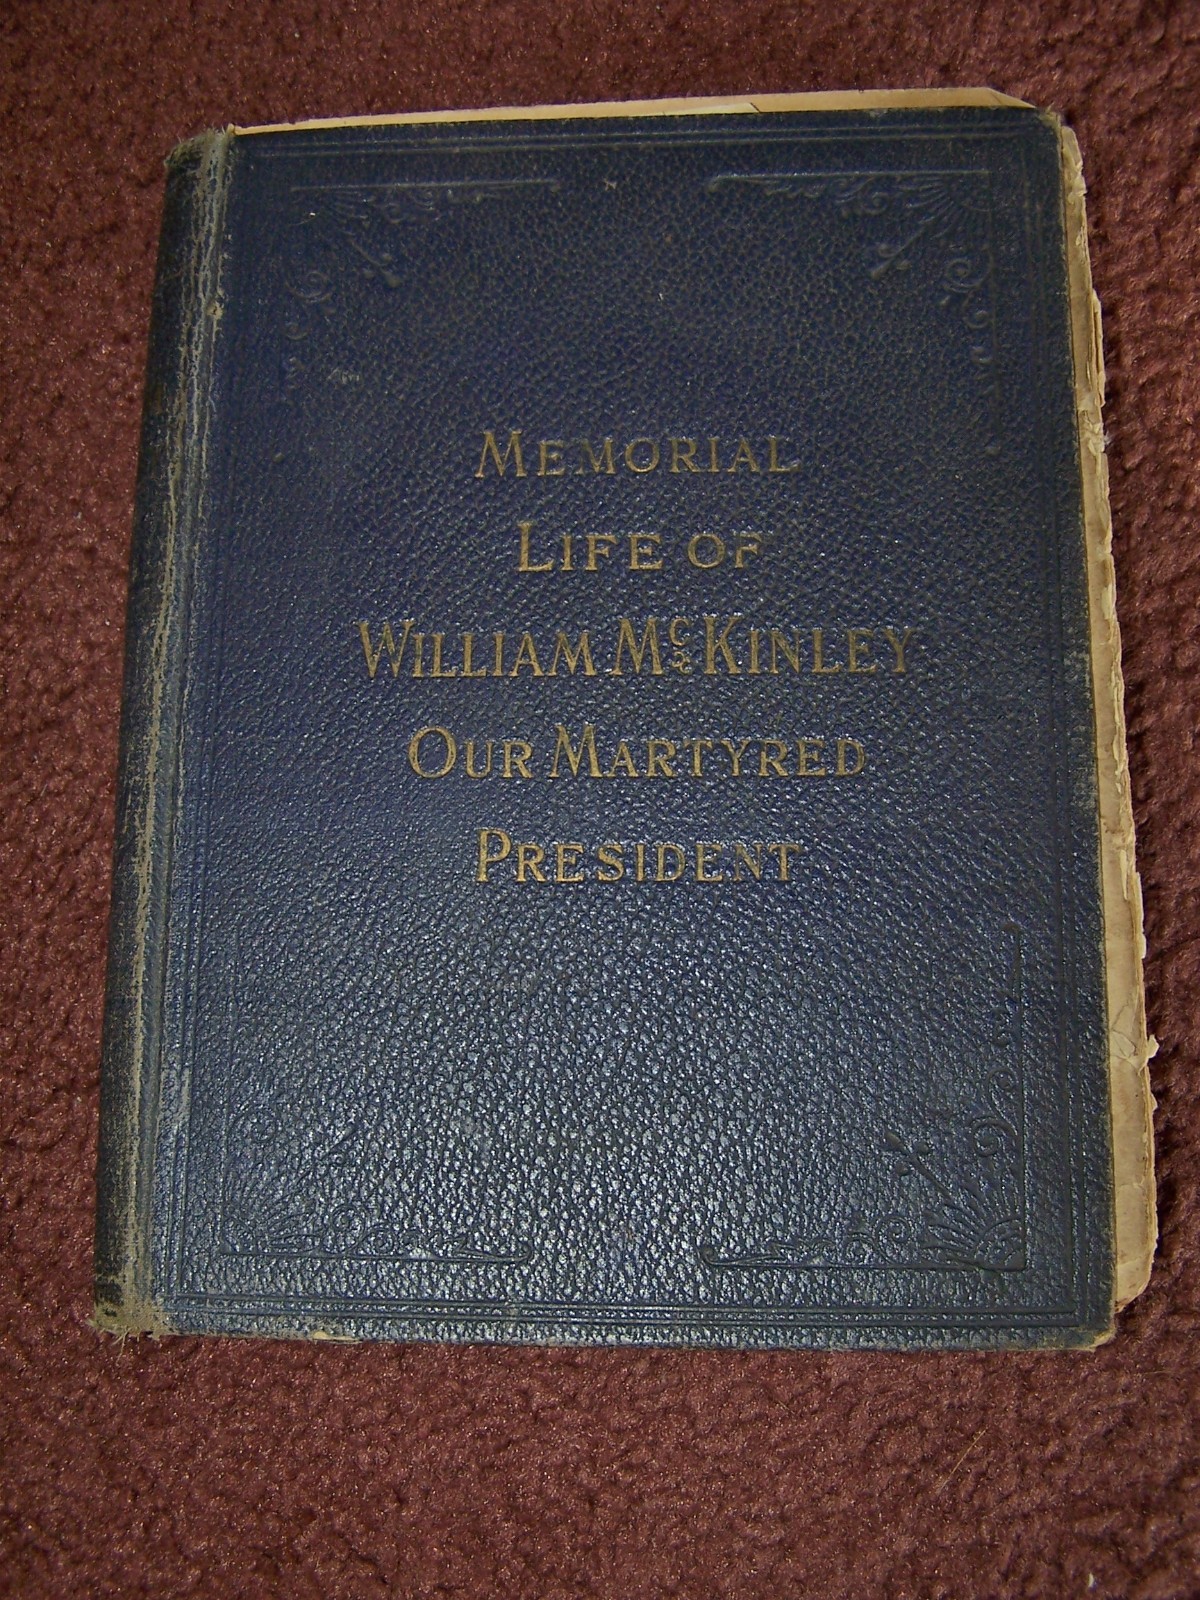 MEMORIAL
LIFE OF
WILLIAM McKINLEY
OUR MARTYRED
PRESIDENT